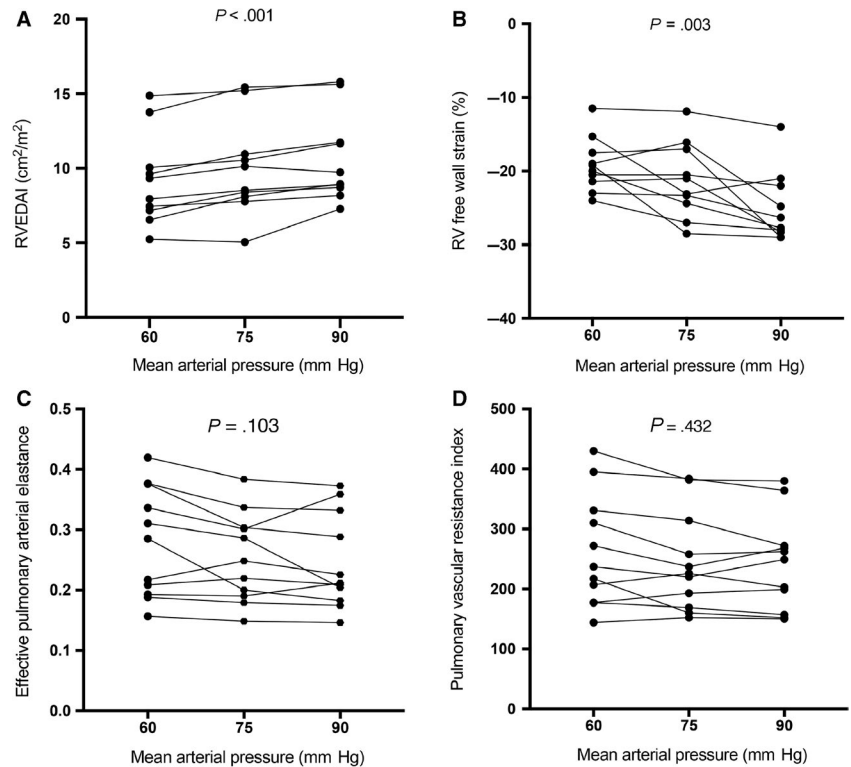 A
P < .001
20
15
10
5
0
RVEDAI (cm²/m²)
60 75 90
Mean arterial pressure (mm Hg)
B
P = .003
0
–10
–20
–30
–40
RV free wall strain (%)
60 75 90
Mean arterial pressure (mm Hg)
C
P = .103
0.5
0.4
0.3
0.2
0.1
0.0
Effective pulmonary arterial elastance
60 75 90
Mean arterial pressure (mm Hg)
D
P = .432
500
400
300
200
100
0
Pulmonary vascular resistance index
60 75 90
Mean arterial pressure (mm Hg)